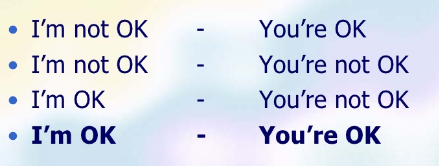 • I’m not OK - You’re OK
• I’m not OK - You’re not OK
• I’m OK - You’re not OK
• I’m OK - You’re OK